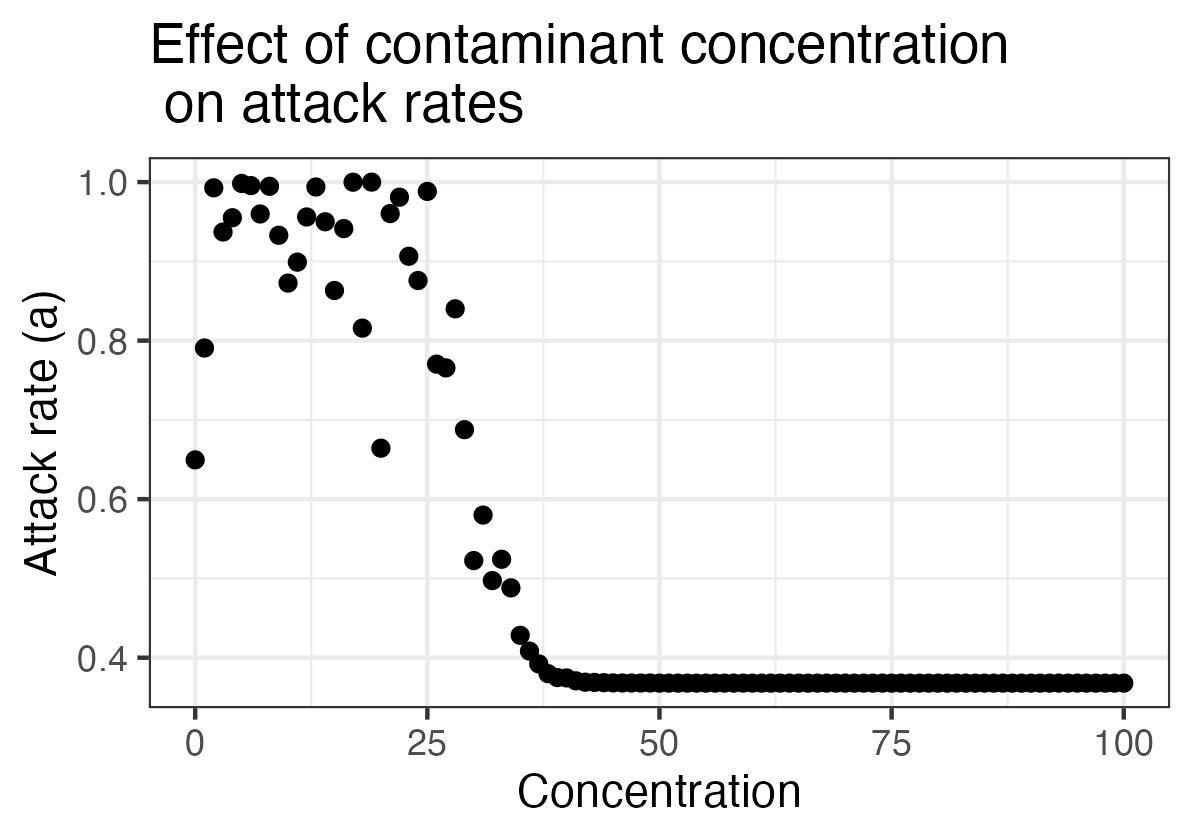 Effect of contaminant concentration
on attack rates
1.0
0.8
0.6
0.4
Attack rate (a)
0
25
50
75
100
Concentration